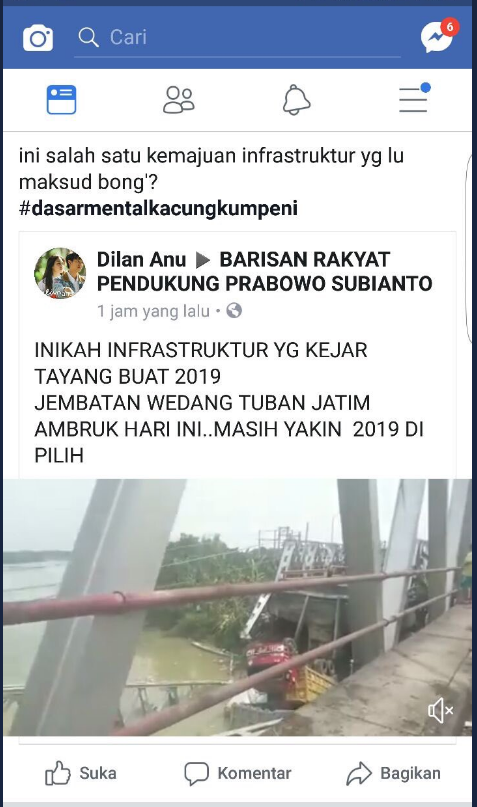 6
Cari
ini salah satu kemajuan infrastruktur yg lu
maksud bong'?
#dasarmentalkacungkumpeni
Dilan Anu ▶ BARISAN RAKYAT
PENDUKUNG PRABOWO SUBIANTO
1 jam yang lalu •
INIKAH INFRASTRUKTUR YG KEJAR
TAYANG BUAT 2019
JEMBATAN WEDANG TUBAN JATIM
AMBRUK HARI INI..MASIH YAKIN 2019 DI
PILIH
Suka Komentar Bagikan